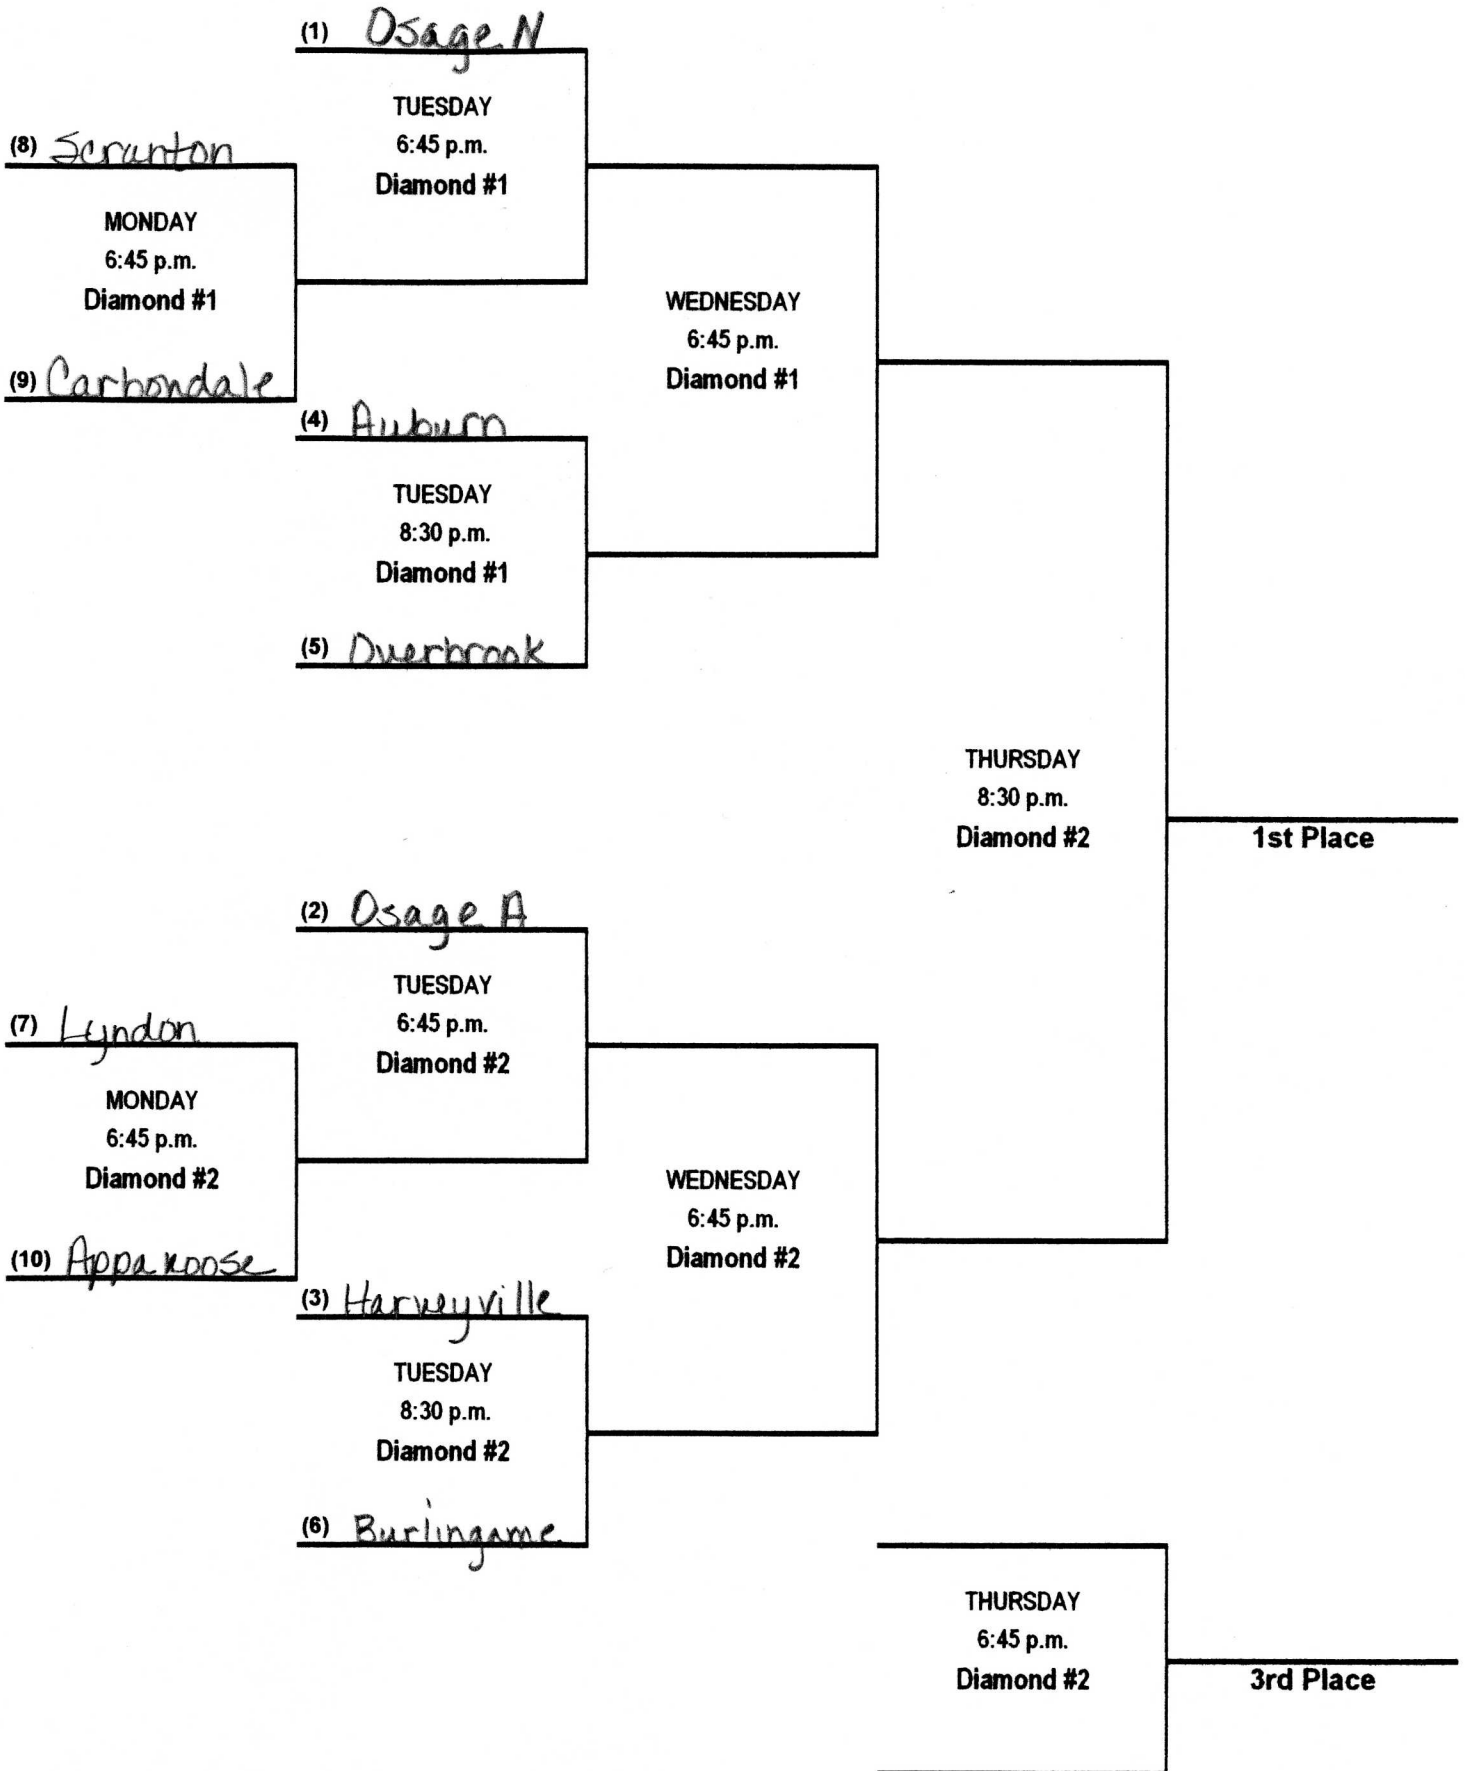 (1) Osage N
TUESDAY
6:45 p.m.
Diamond #1
(8) Scranton
MONDAY
6:45 p.m.
Diamond #1
(9) Carbondale
WEDNESDAY
6:45 p.m.
Diamond #1
(4) Auburn
TUESDAY
8:30 p.m.
Diamond #1
(5) Overbrook
THURSDAY
8:30 p.m.
Diamond #2
1st Place
(2) Osage A
TUESDAY
6:45 p.m.
Diamond #2
(7) Lyndon
MONDAY
6:45 p.m.
Diamond #2
(10) Appanoose
WEDNESDAY
6:45 p.m.
Diamond #2
(3) Harveyville
TUESDAY
8:30 p.m.
Diamond #2
(6) Burlingame
THURSDAY
6:45 p.m.
Diamond #2
3rd Place